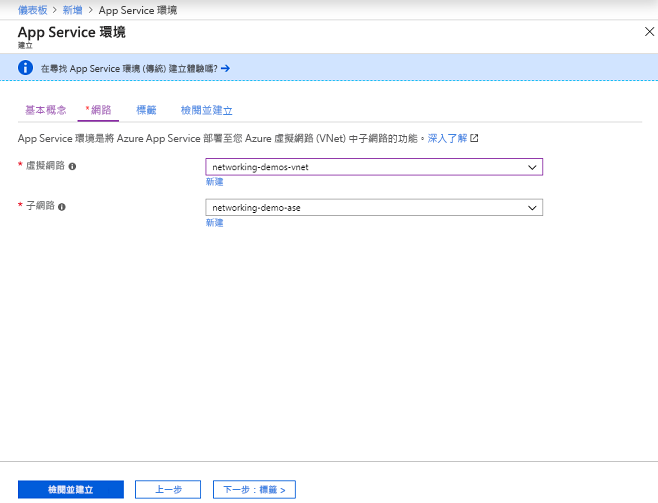 儀表板 > 新增 > App Service 環境
App Service 環境
建立
在尋找 App Service 環境 (傳統) 建立體驗嗎? →
基本概念 *網路 標籤 檢閱並建立
App Service 環境是將 Azure App Service 部署至您 Azure 虛擬網路 (VNet) 中子網路的功能。深入了解
* 虛擬網路 networking-demos-vnet
新建
* 子網路 networking-demo-ase
新建
檢閱並建立 上一步 下一步：標籤 >